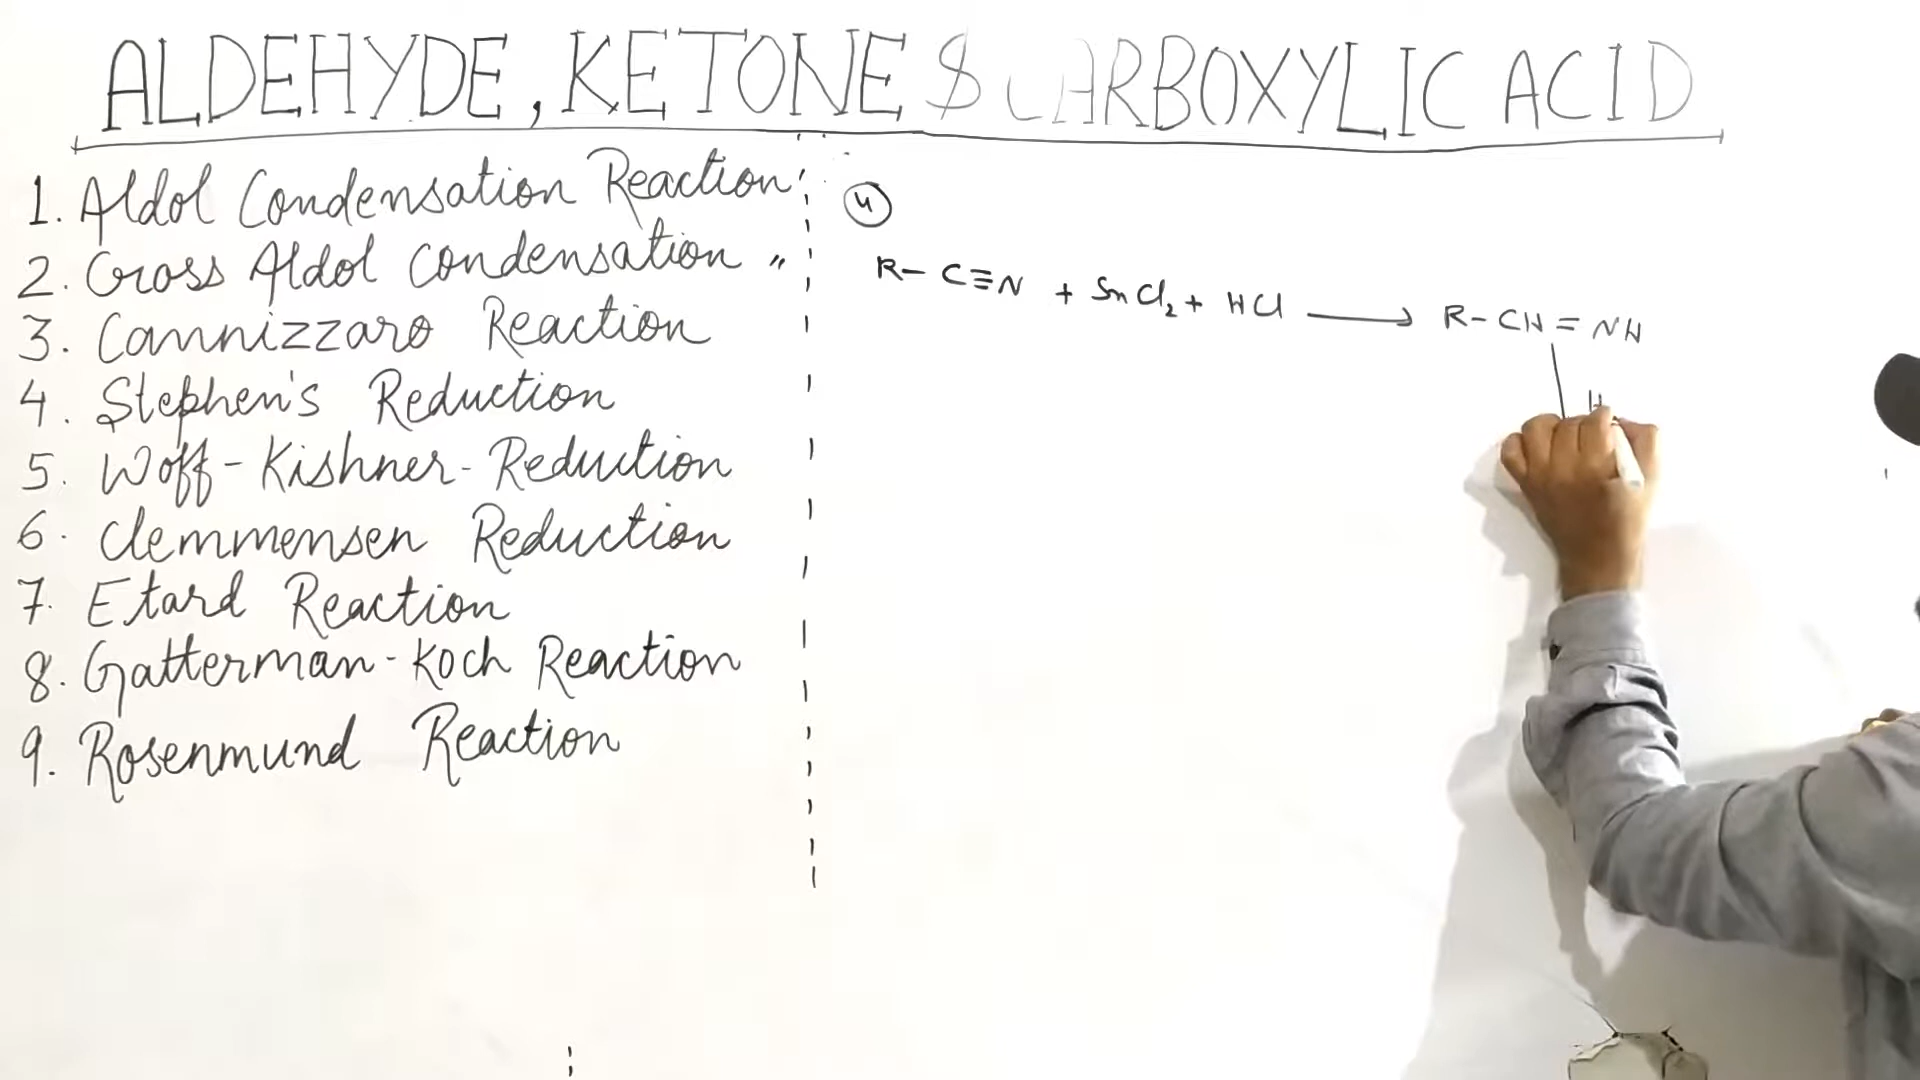 ALDEHYDE, KETONE $ CARBOXYLIC ACID
1. Aldol Condensation Reaction
2. Cross Aldol Condensation "
3. Cannizzaro Reaction
4. Stephen's Reduction
5. Woff-Kishner-Reduction
6. Clemmensen Reduction
7. Etard Reaction
8. Gatterman-Koch Reaction
9. Rosenmund Reaction
4
R-C≡N + SnCl₂ + HCl ⟶ R-CH=NH
H